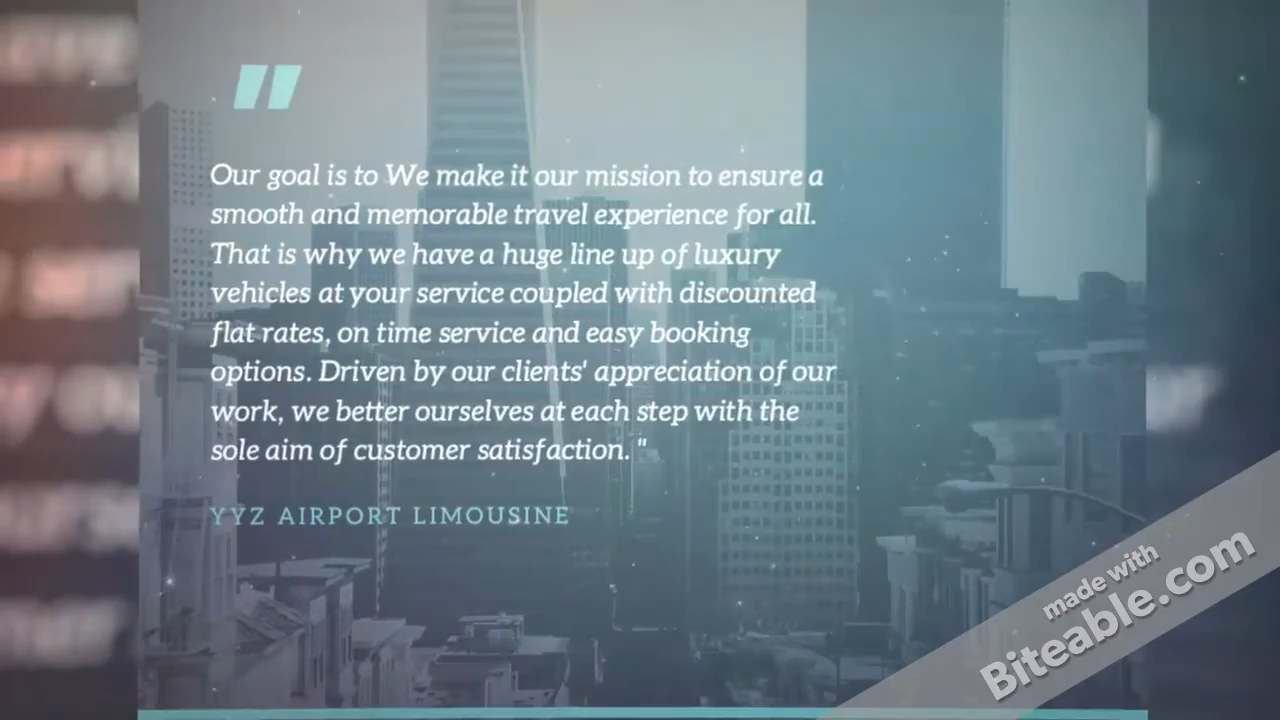 "
Our goal is to We make it our mission to ensure a
smooth and memorable travel experience for all.
That is why we have a huge line up of luxury
vehicles at your service coupled with discounted
flat rates, on time service and easy booking
options. Driven by our clients' appreciation of our
work, we better ourselves at each step with the
sole aim of customer satisfaction. "
YYZ AIRPORT LIMOUSINE
made with
Biteable.com